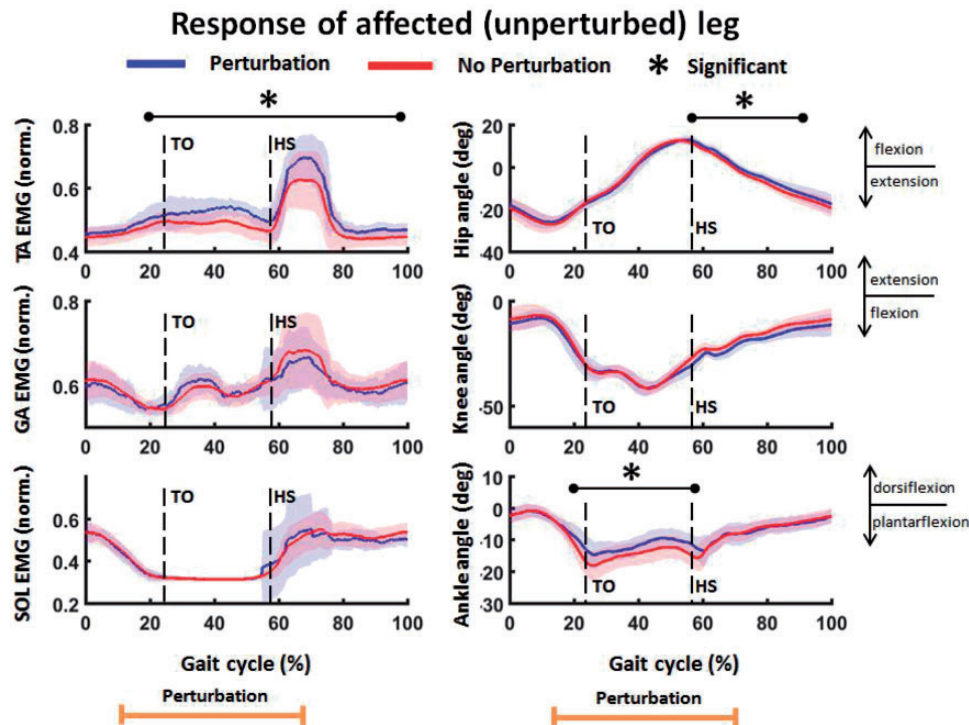 Response of affected (unperturbed) leg
Perturbation No Perturbation * Significant
*
TA EMG (norm.)
0.8
0.6
0.4
TO
HS
0 20 40 60 80 100
*
Hip angle (deg)
20
0
-20
-40
TO
HS
0 20 40 60 80 100
flexion
extension
GA EMG (norm.)
0.8
0.6
TO
HS
0 20 40 60 80 100
Knee angle (deg)
0
-50
TO
HS
0 20 40 60 80 100
extension
flexion
SOL EMG (norm.)
0.6
0.4
0.2
TO
HS
0 20 40 60 80 100
Gait cycle (%)
Perturbation
*
Ankle angle (deg)
0
-10
-20
-30
TO
HS
0 20 40 60 80 100
dorsiflexion
plantarflexion
Gait cycle (%)
Perturbation